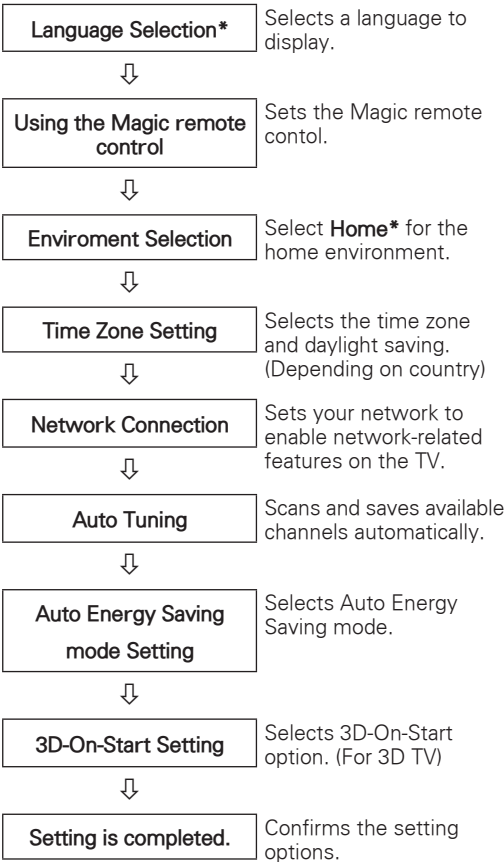 Language Selection*
Selects a language to
display.
⇩
Using the Magic remote
control
Sets the Magic remote
contol.
⇩
Enviroment Selection
Select Home* for the
home environment.
⇩
Time Zone Setting
Selects the time zone
and daylight saving.
(Depending on country)
⇩
Network Connection
Sets your network to
enable network-related
features on the TV.
⇩
Auto Tuning
Scans and saves available
channels automatically.
⇩
Auto Energy Saving
mode Setting
Selects Auto Energy
Saving mode.
⇩
3D-On-Start Setting
Selects 3D-On-Start
option. (For 3D TV)
⇩
Setting is completed.
Confirms the setting
options.